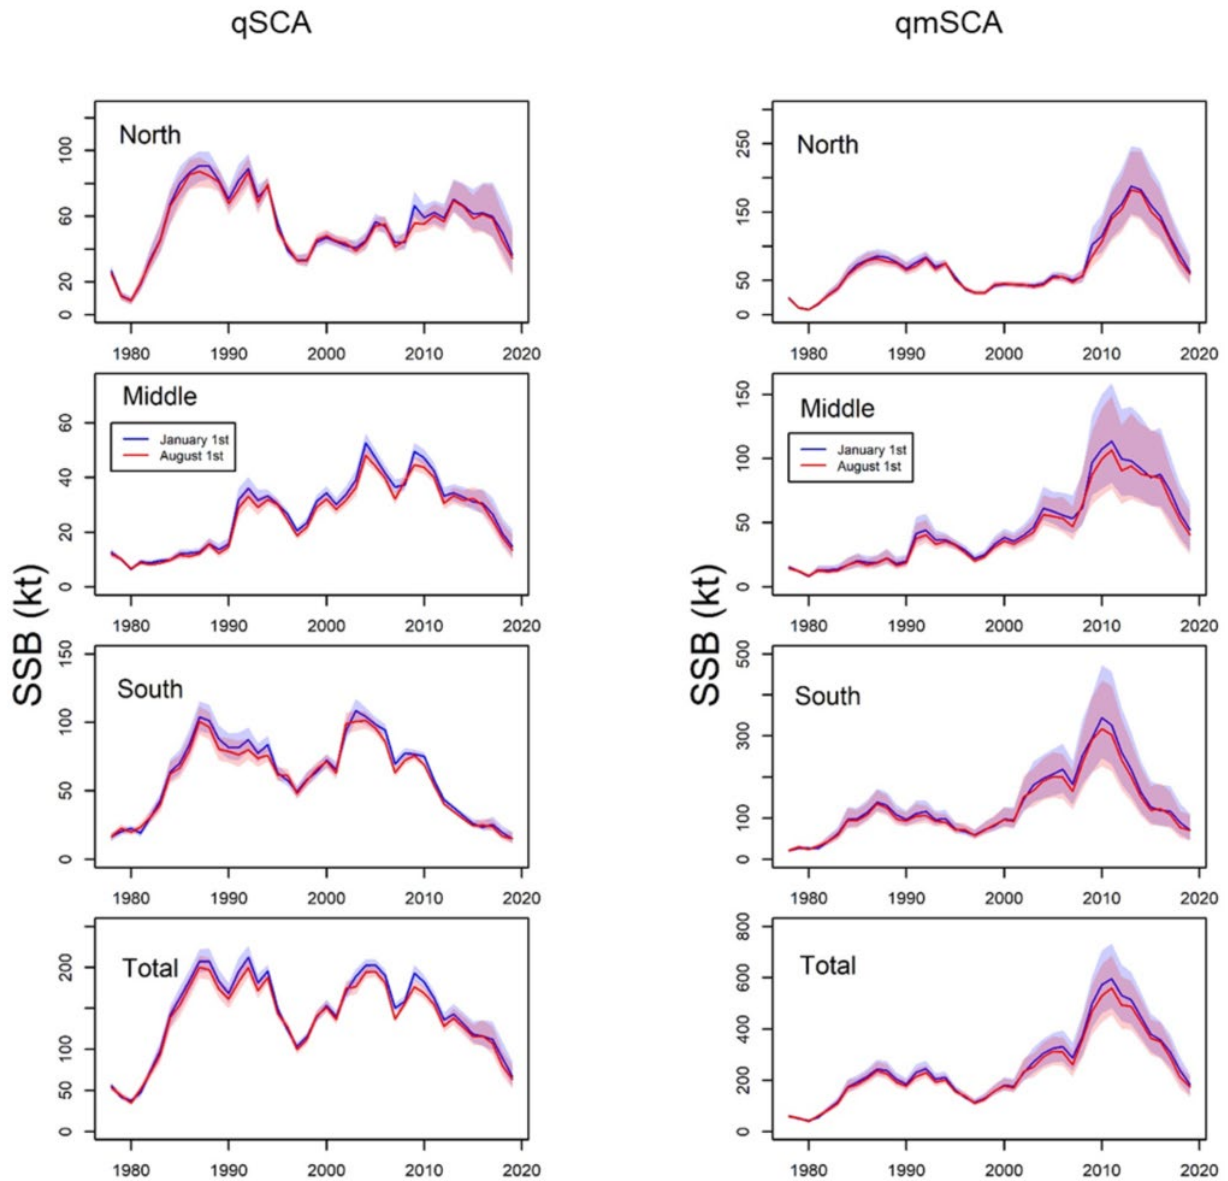 qSCA
qmSCA
North
0 20 60 100
1980 1990 2000 2010 2020
North
0 50 150 250
1980 1990 2000 2010 2020
Middle
January 1st
August 1st
0 20 40 60
1980 1990 2000 2010 2020
Middle
January 1st
August 1st
0 50 100 150
1980 1990 2000 2010 2020
SSB (kt)
SSB (kt)
South
0 50 100 150
1980 1990 2000 2010 2020
South
0 100 300 500
1980 1990 2000 2010 2020
Total
0 50 100 200
1980 1990 2000 2010 2020
Total
0 200 400 600 800
1980 1990 2000 2010 2020